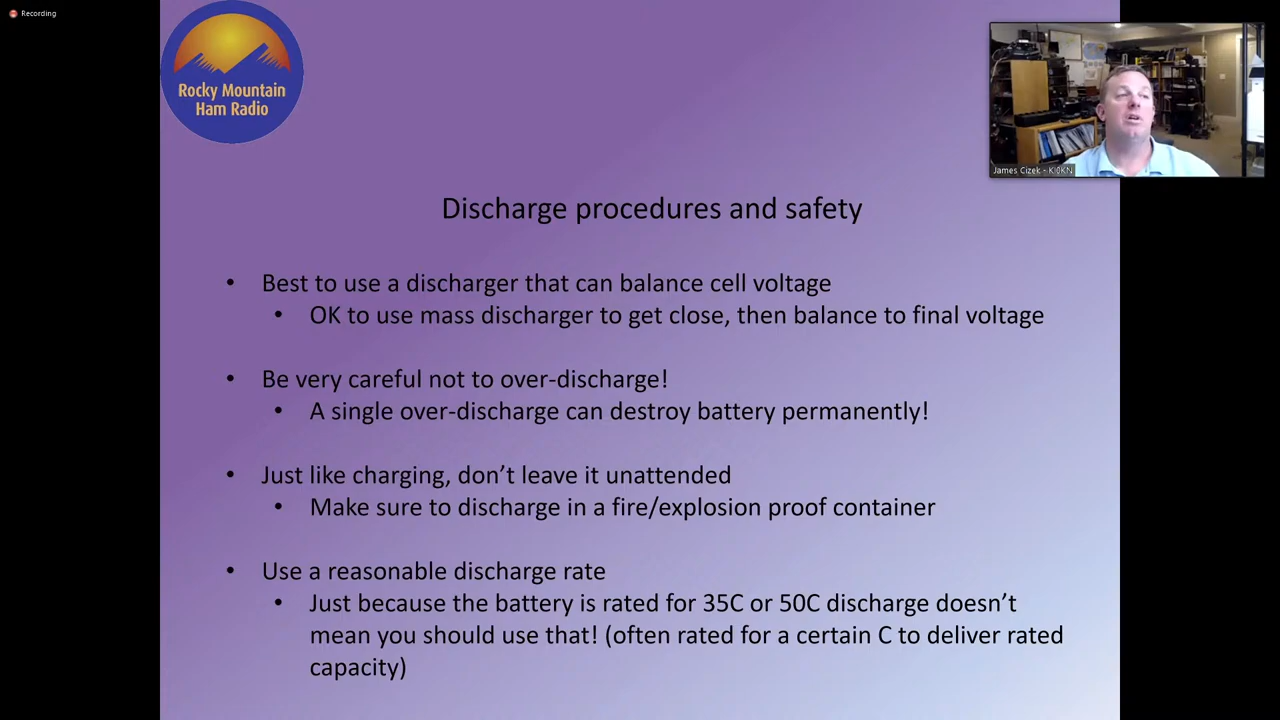 Recording
Rocky Mountain
Ham Radio
James Cizek - KI0KN
Discharge procedures and safety
• Best to use a discharger that can balance cell voltage
• OK to use mass discharger to get close, then balance to final voltage
• Be very careful not to over-discharge!
• A single over-discharge can destroy battery permanently!
• Just like charging, don’t leave it unattended
• Make sure to discharge in a fire/explosion proof container
• Use a reasonable discharge rate
• Just because the battery is rated for 35C or 50C discharge doesn’t
mean you should use that! (often rated for a certain C to deliver rated
capacity)